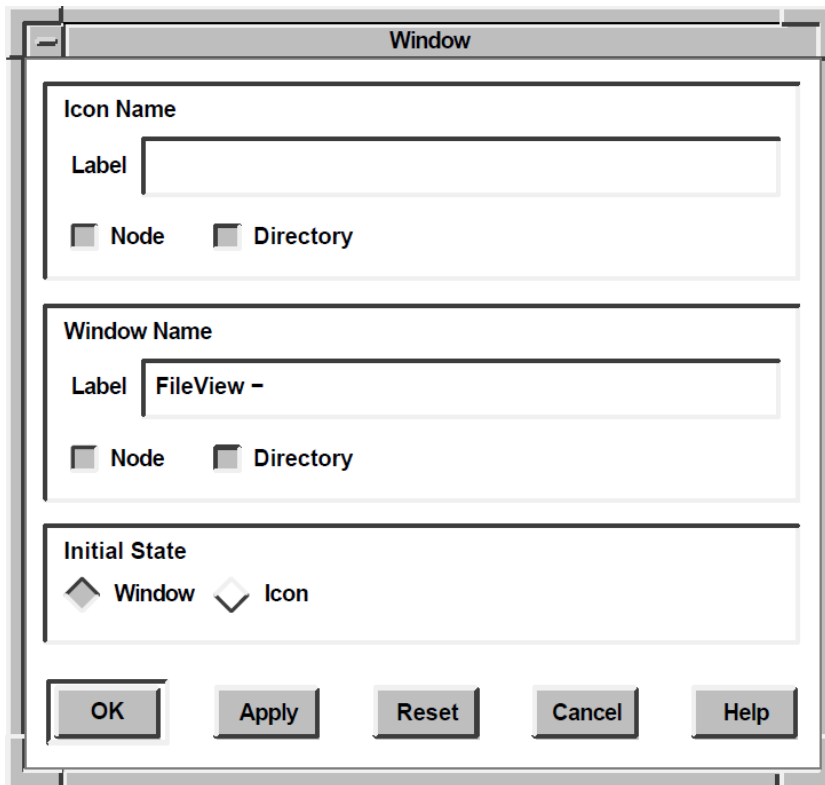 Window
Icon Name
Label
Node Directory
Window Name
Label FileView –
Node Directory
Initial State
Window Icon
OK Apply Reset Cancel Help